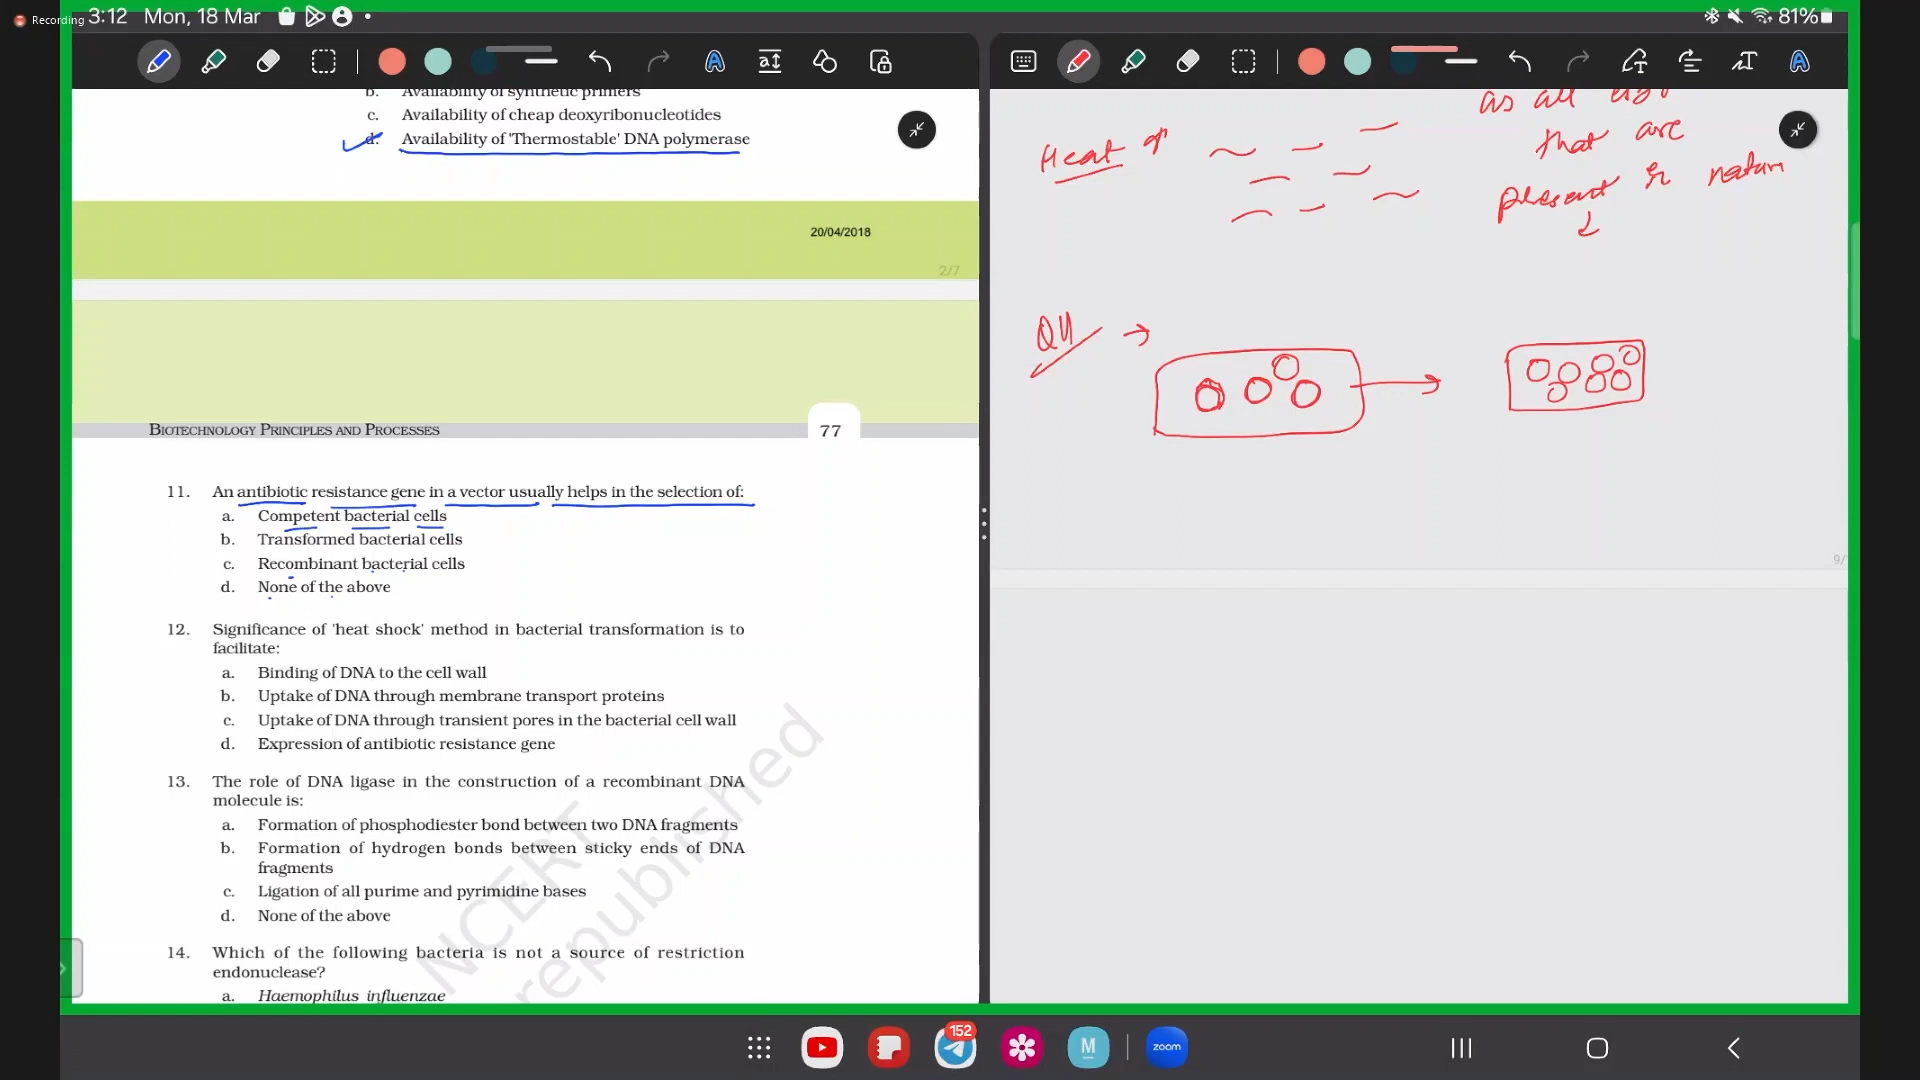 Recording
3:12 Mon, 18 Mar
81%
b. Availability of synthetic primers
c. Availability of cheap deoxyribonucleotides
d. Availability of 'Thermostable' DNA polymerase
20/04/2018
2/7
BIOTECHNOLOGY PRINCIPLES AND PROCESSES
77
11. An antibiotic resistance gene in a vector usually helps in the selection of:
a. Competent bacterial cells
b. Transformed bacterial cells
c. Recombinant bacterial cells
d. None of the above
12. Significance of 'heat shock' method in bacterial transformation is to
facilitate:
a. Binding of DNA to the cell wall
b. Uptake of DNA through membrane transport proteins
c. Uptake of DNA through transient pores in the bacterial cell wall
d. Expression of antibiotic resistance gene
13. The role of DNA ligase in the construction of a recombinant DNA
molecule is:
a. Formation of phosphodiester bond between two DNA fragments
b. Formation of hydrogen bonds between sticky ends of DNA
fragments
c. Ligation of all purime and pyrimidine bases
d. None of the above
14. Which of the following bacteria is not a source of restriction
endonuclease?
a. Haemophilus influenzae
NCERT
republished
as all
that are
present
Heat
9/
152
M
zoom